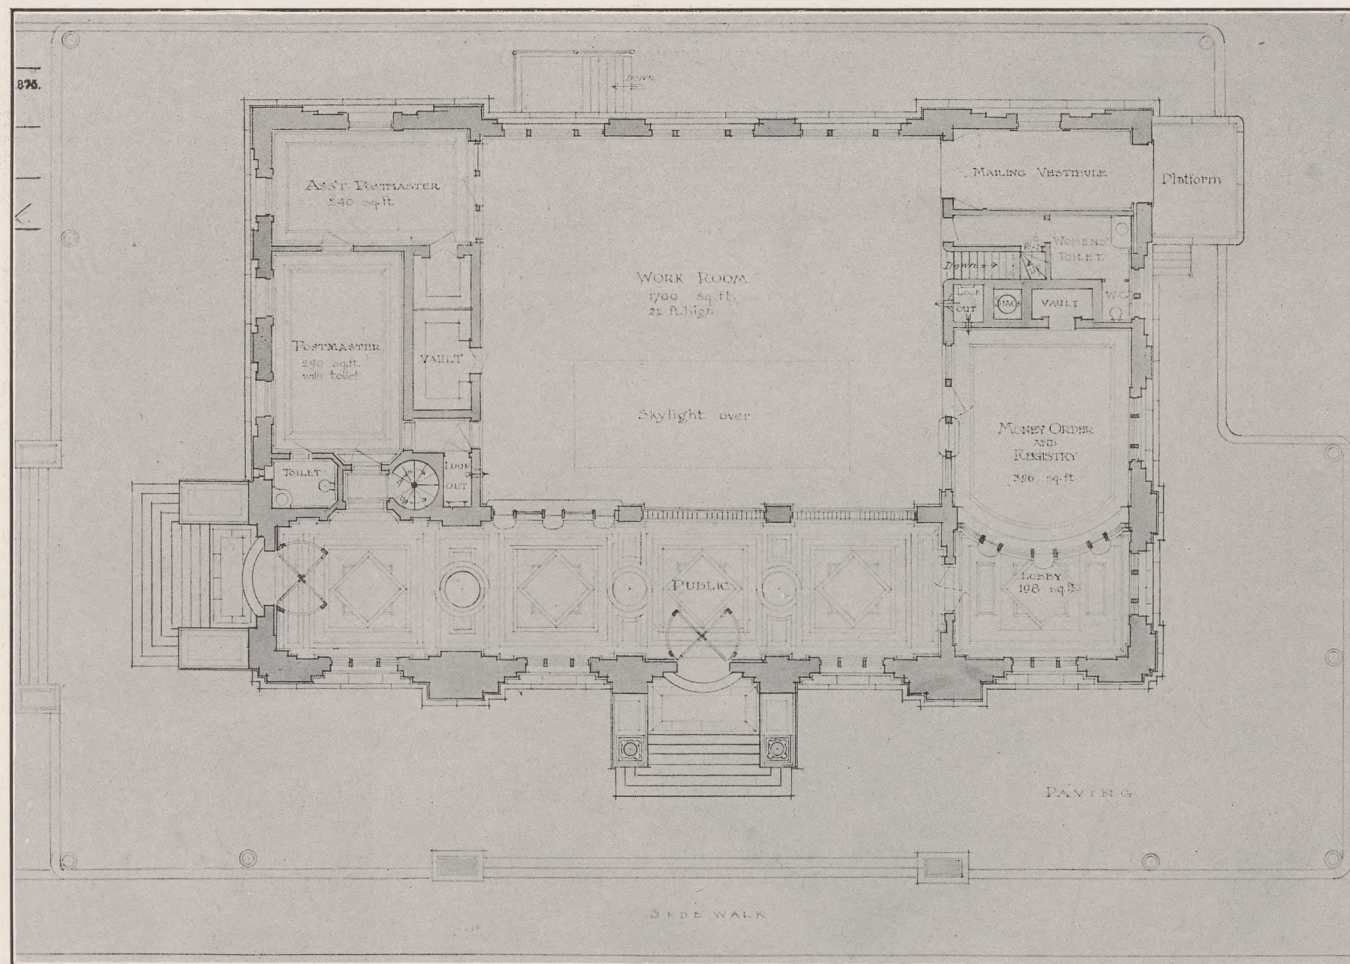 875.
Down
ASS'T POSTMASTER
240 sq.ft.
MAILING VESTIBULE
Platform
WOMENS'
TOILET.
Down
WORK ROOM
1700 sq.ft.
22 ft. high
LOOK
OUT
VAULT
W.C.
POSTMASTER
290 sq.ft.
with toilet
VAULT
Skylight over
MONEY ORDER
AND
REGISTRY
396 sq.ft.
TOILET
LOOK
OUT
PUBLIC
LOBBY
198 sq.ft.
PAVING
SIDE WALK